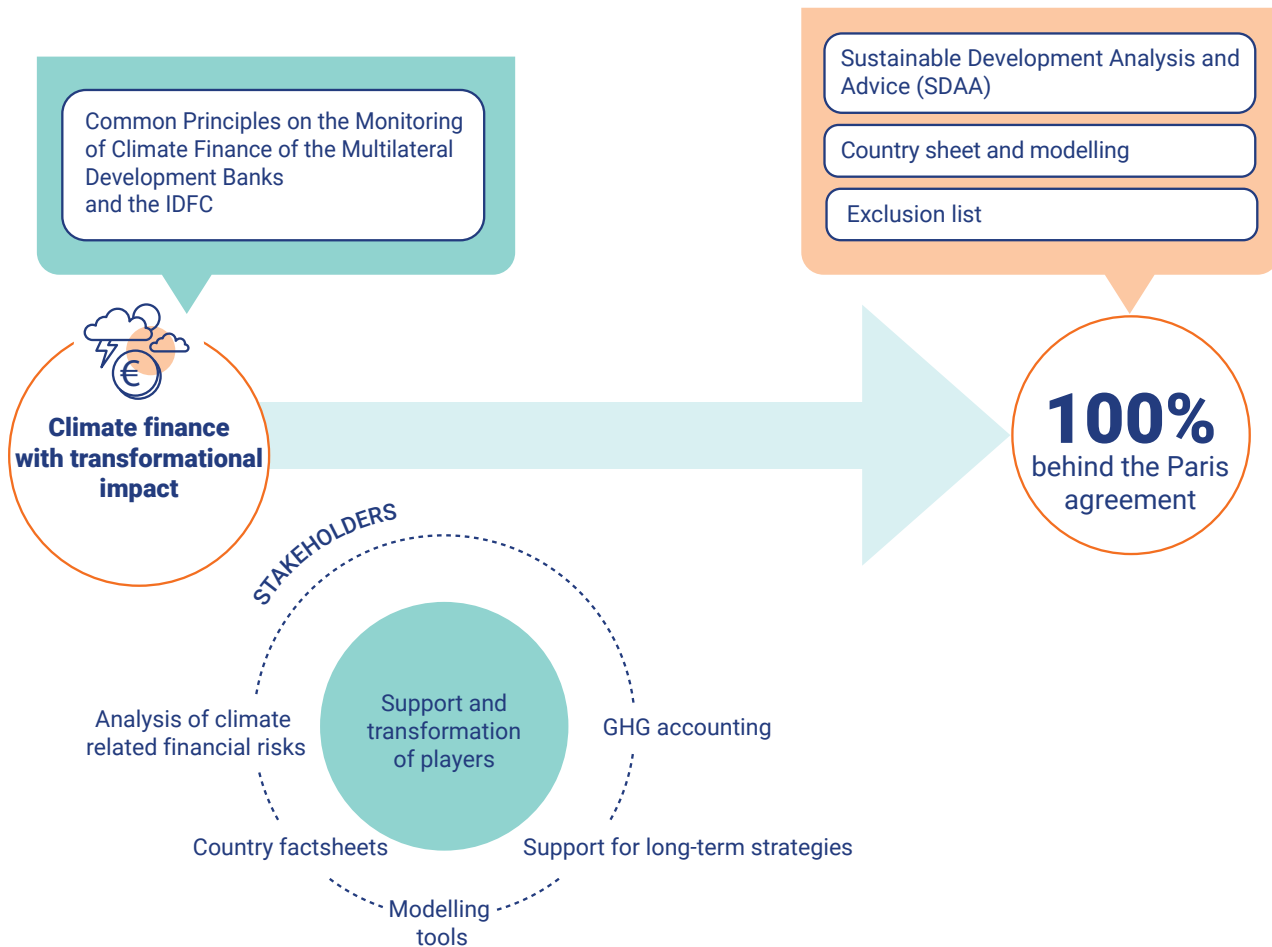 Common Principles on the Monitoring
of Climate Finance of the Multilateral
Development Banks
and the IDFC
Sustainable Development Analysis and
Advice (SDAA)
Country sheet and modelling
Exclusion list
€
Climate finance
with transformational
impact
100%
behind the Paris
agreement
STAKEHOLDERS
Support and
transformation
of players
Analysis of climate
related financial risks
GHG accounting
Country factsheets
Support for long-term strategies
Modelling
tools